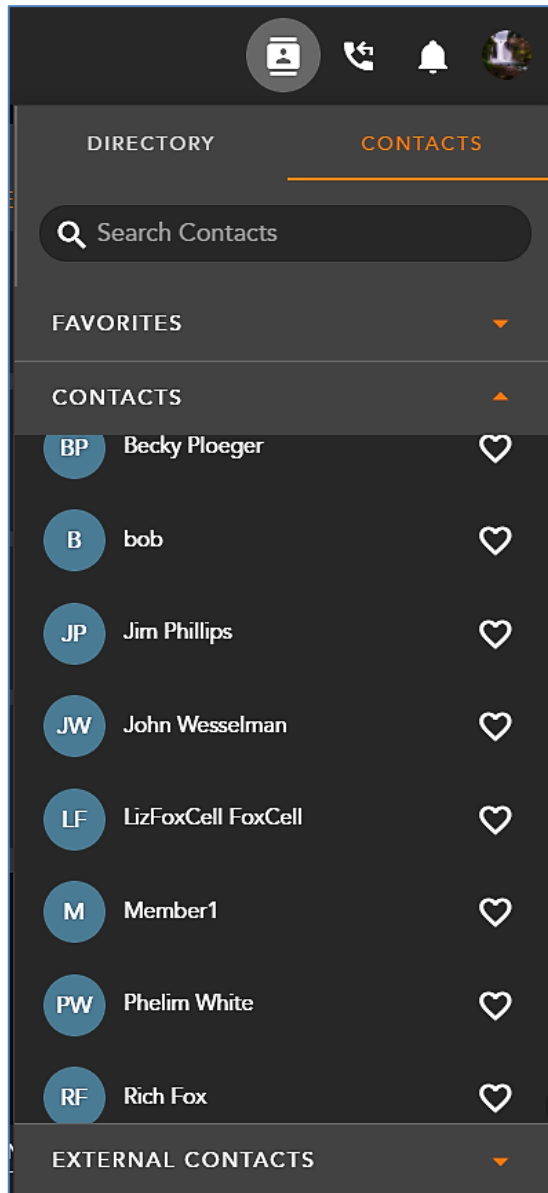 DIRECTORY CONTACTS
Search Contacts
FAVORITES
CONTACTS
BP Becky Ploeger
B bob
JP Jim Phillips
JW John Wesselman
LF LizFoxCell FoxCell
M Member1
PW Phelim White
RF Rich Fox
EXTERNAL CONTACTS